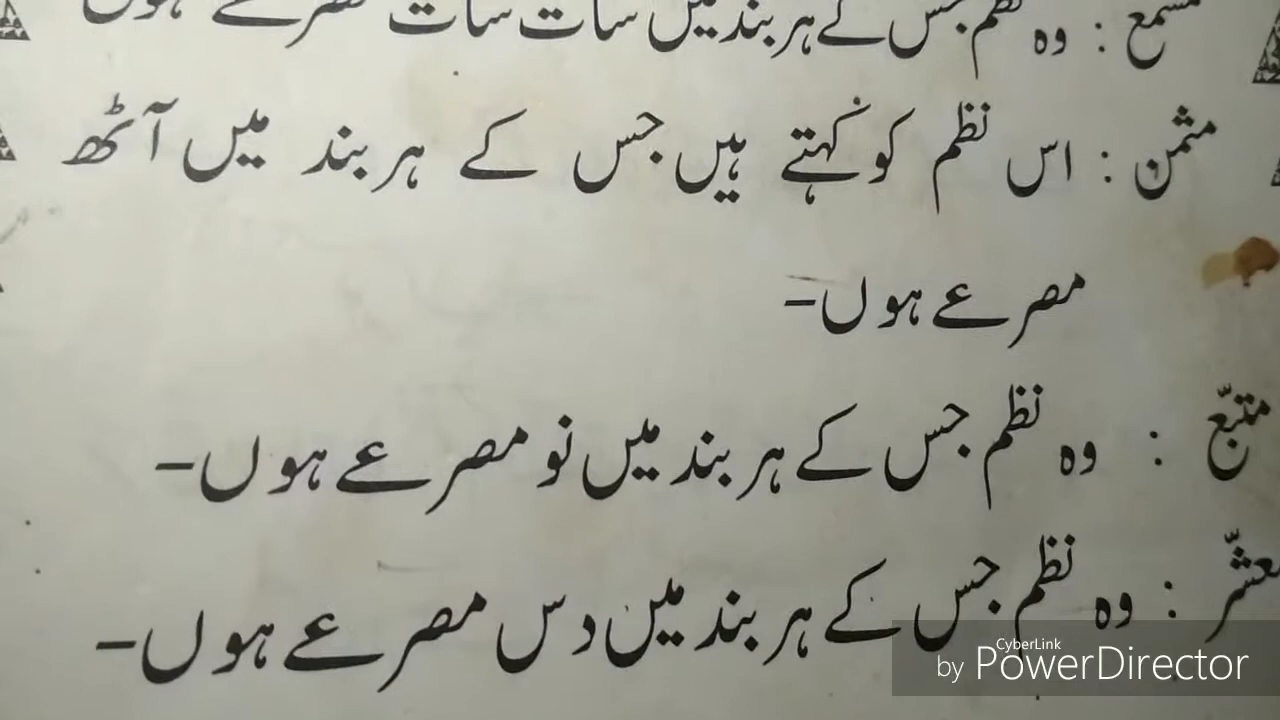 : وہ نظم جس کے ہر بند میں سات سات مصرعے ہوں
مثمن : اس نظم کو کہتے ہیں جس کے ہر بند میں آٹھ
مصرعے ہوں-
متبّع : وہ نظم جس کے ہر بند میں نو مصرعے ہوں-
معشّر : وہ نظم جس کے ہر بند میں دس مصرعے ہوں-
CyberLink
by PowerDirector